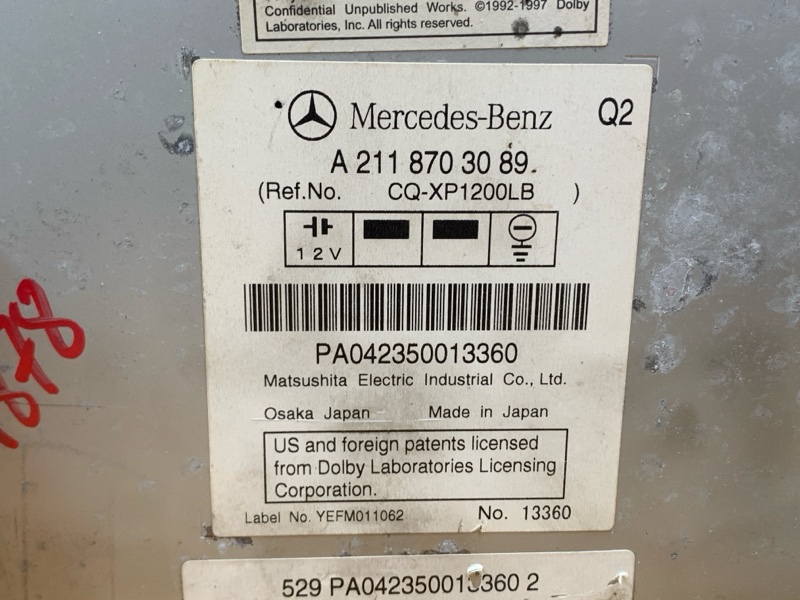 Confidential Unpublished Works. ©1992-1997 Dolby
Laboratories, Inc. All rights reserved.
Mercedes-Benz Q2
A 211 870 30 89
(Ref.No. CQ-XP1200LB )
12V
PA042350013360
Matsushita Electric Industrial Co., Ltd.
Osaka Japan Made in Japan
US and foreign patents licensed
from Dolby Laboratories Licensing
Corporation.
Label No. YEFM011062 No. 13360
529 PA042350013360 2